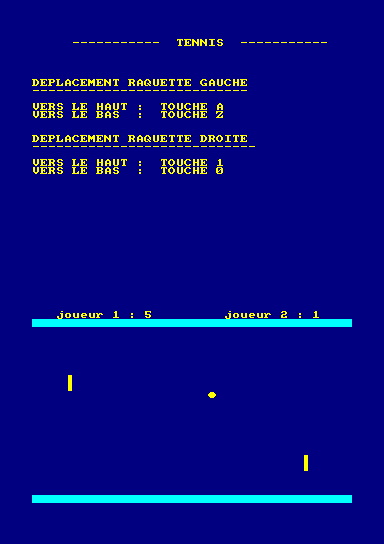 -----------  TENNIS  -----------
DEPLACEMENT RAQUETTE GAUCHE
---------------------------
VERS LE HAUT :  TOUCHE A
VERS LE BAS  :  TOUCHE Z
DEPLACEMENT RAQUETTE DROITE
----------------------------
VERS LE HAUT :  TOUCHE 1
VERS LE BAS  :  TOUCHE 0
joueur 1 : 5         joueur 2 : 1